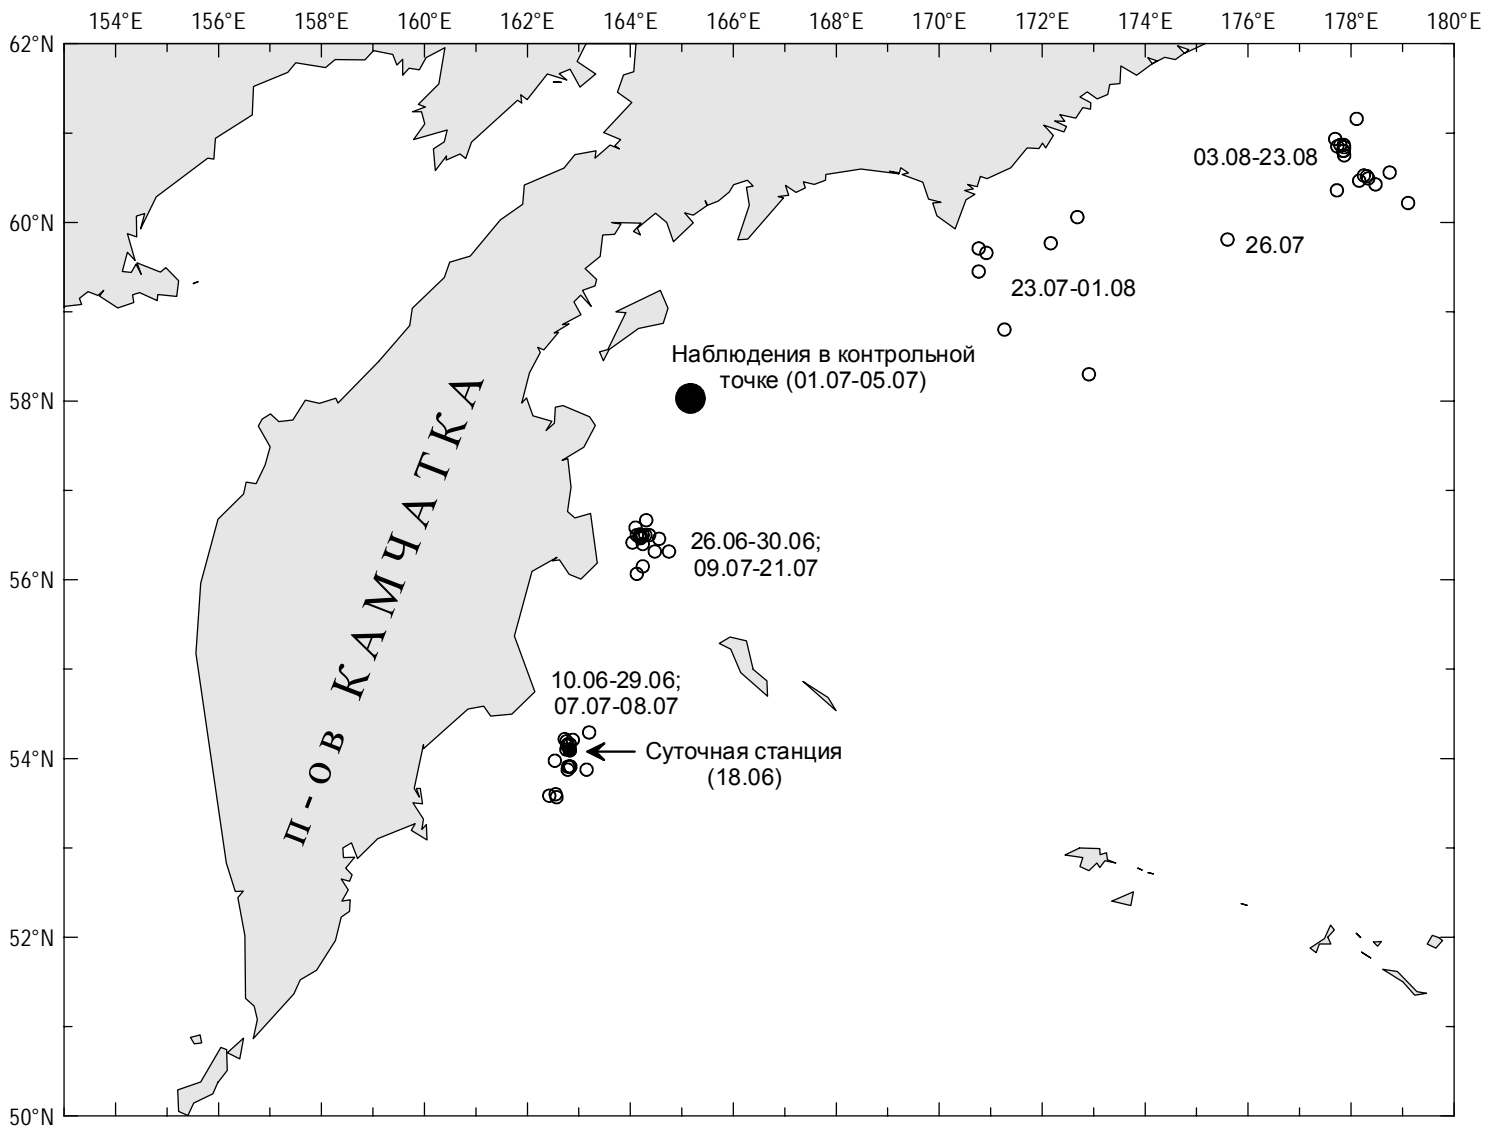 154°E 156°E 158°E 160°E 162°E 164°E 166°E 168°E 170°E 172°E 174°E 176°E 178°E 180°E
62°N
60°N
58°N
56°N
54°N
52°N
50°N
03.08-23.08
26.07
23.07-01.08
Наблюдения в контрольной
точке (01.07-05.07)
26.06-30.06;
09.07-21.07
10.06-29.06;
07.07-08.07
Суточная станция
(18.06)
п-ов КАМЧАТКА